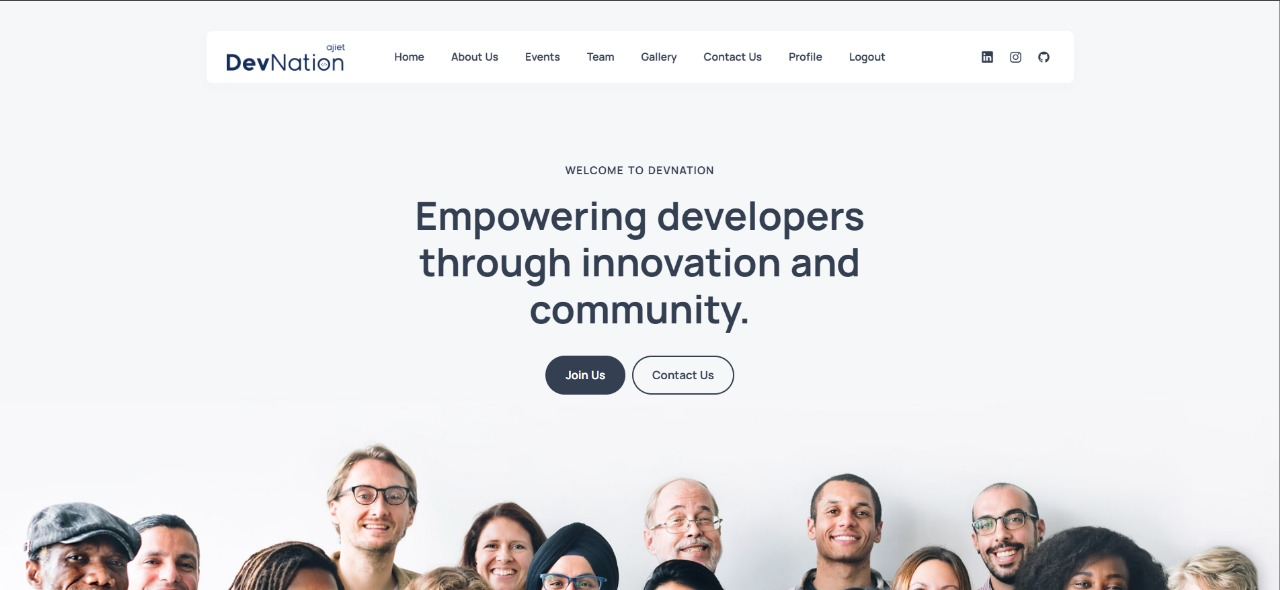 ajiet
DevNation
Home
About Us
Events
Team
Gallery
Contact Us
Profile
Logout
WELCOME TO DEVNATION
Empowering developers
through innovation and
community.
Join Us
Contact Us